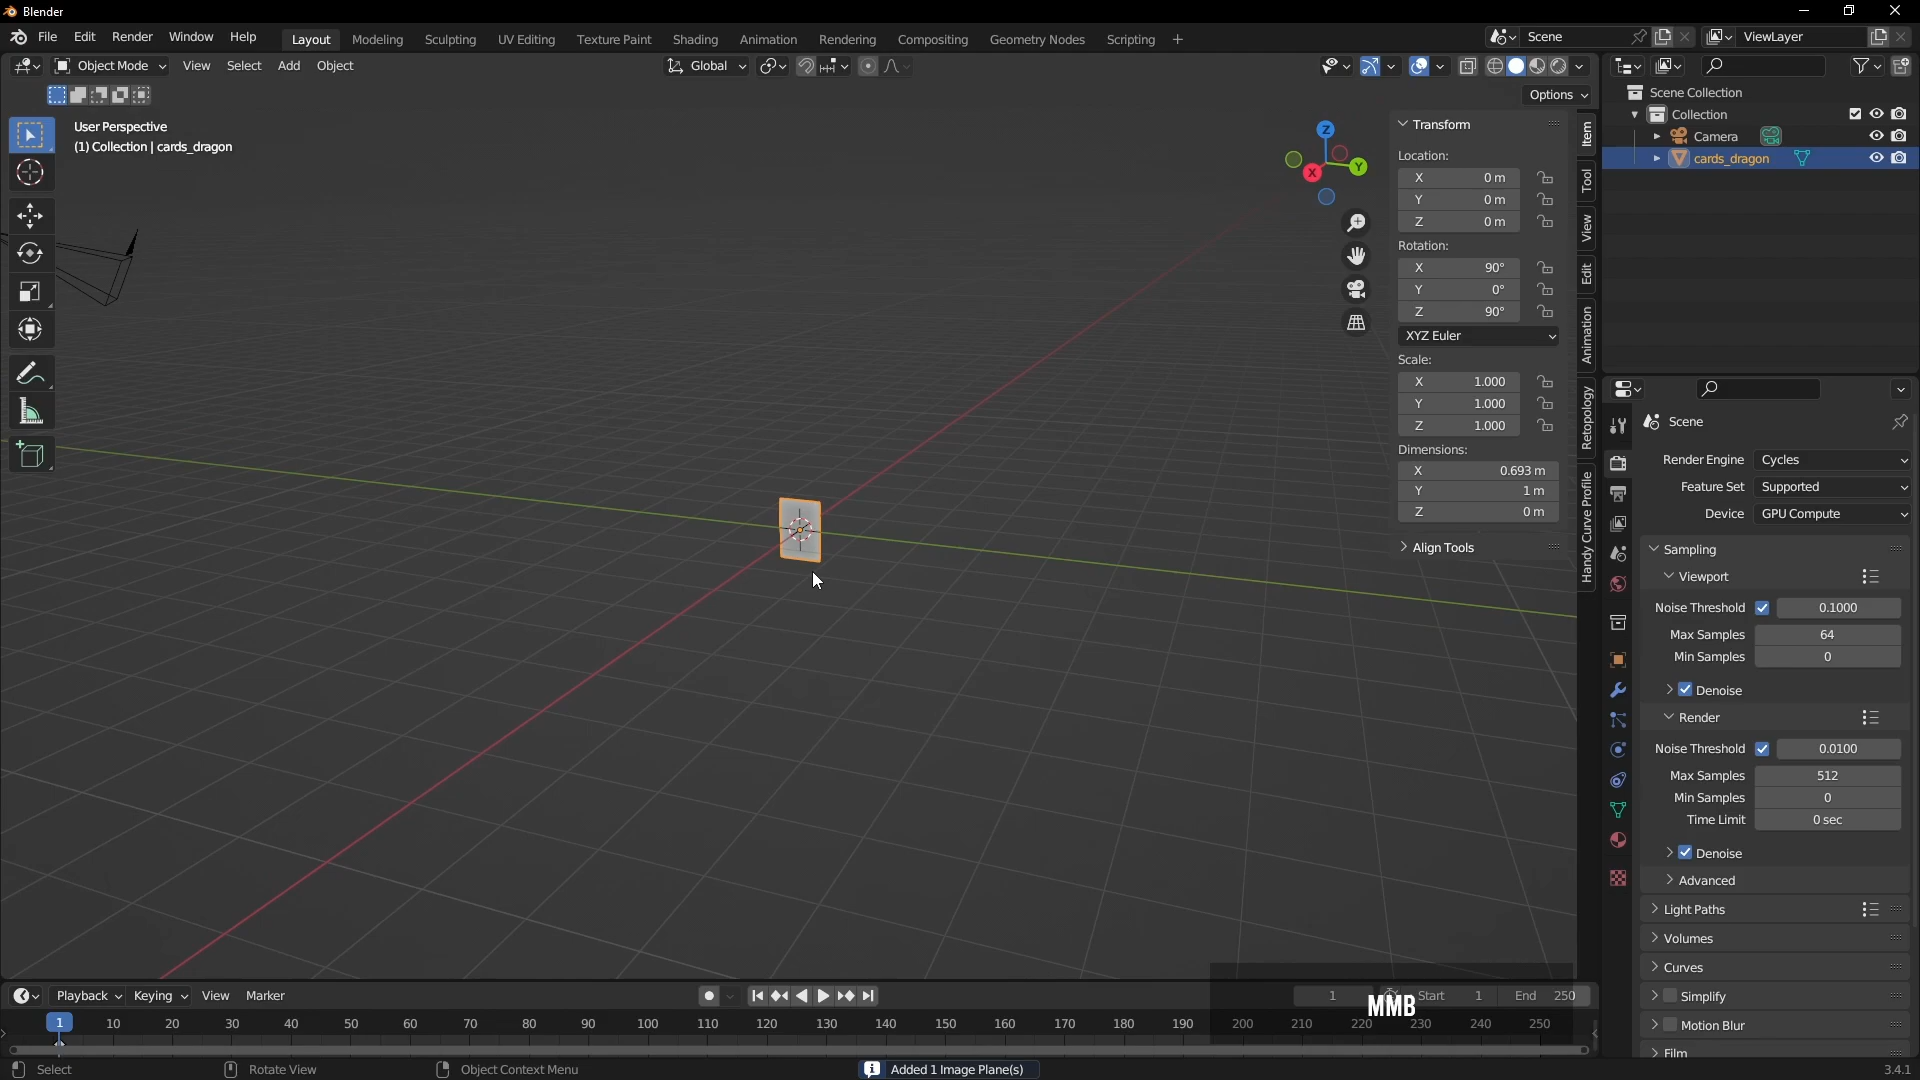 Blender
File Edit Render Window Help Layout Modeling Sculpting UV Editing Texture Paint Shading Animation Rendering Compositing Geometry Nodes Scripting + Scene ViewLayer
Object Mode View Select Add Object Global
Options
User Perspective
(1) Collection | cards_dragon
Z
Y
X
Transform
Location:
X 0 m
Y 0 m
Z 0 m
Rotation:
X 90°
Y 0°
Z 90°
XYZ Euler
Scale:
X 1.000
Y 1.000
Z 1.000
Dimensions:
X 0.693 m
Y 1 m
Z 0 m
Align Tools
Item
Tool
View
Edit
Animation
Retopology
Handy Curve Profile
Scene Collection
Collection
Camera
cards_dragon
Scene
Render Engine Cycles
Feature Set Supported
Device GPU Compute
Sampling
Viewport
Noise Threshold 0.1000
Max Samples 64
Min Samples 0
Denoise
Render
Noise Threshold 0.0100
Max Samples 512
Min Samples 0
Time Limit 0 sec
Denoise
Advanced
Light Paths
Volumes
Curves
Simplify
Motion Blur
Film
Playback Keying View Marker 1 Start 1 End 250
MMB
1 10 20 30 40 50 60 70 80 90 100 110 120 130 140 150 160 170 180 190 200 210 220 230 240 250
Select Rotate View Object Context Menu Added 1 Image Plane(s) 3.4.1